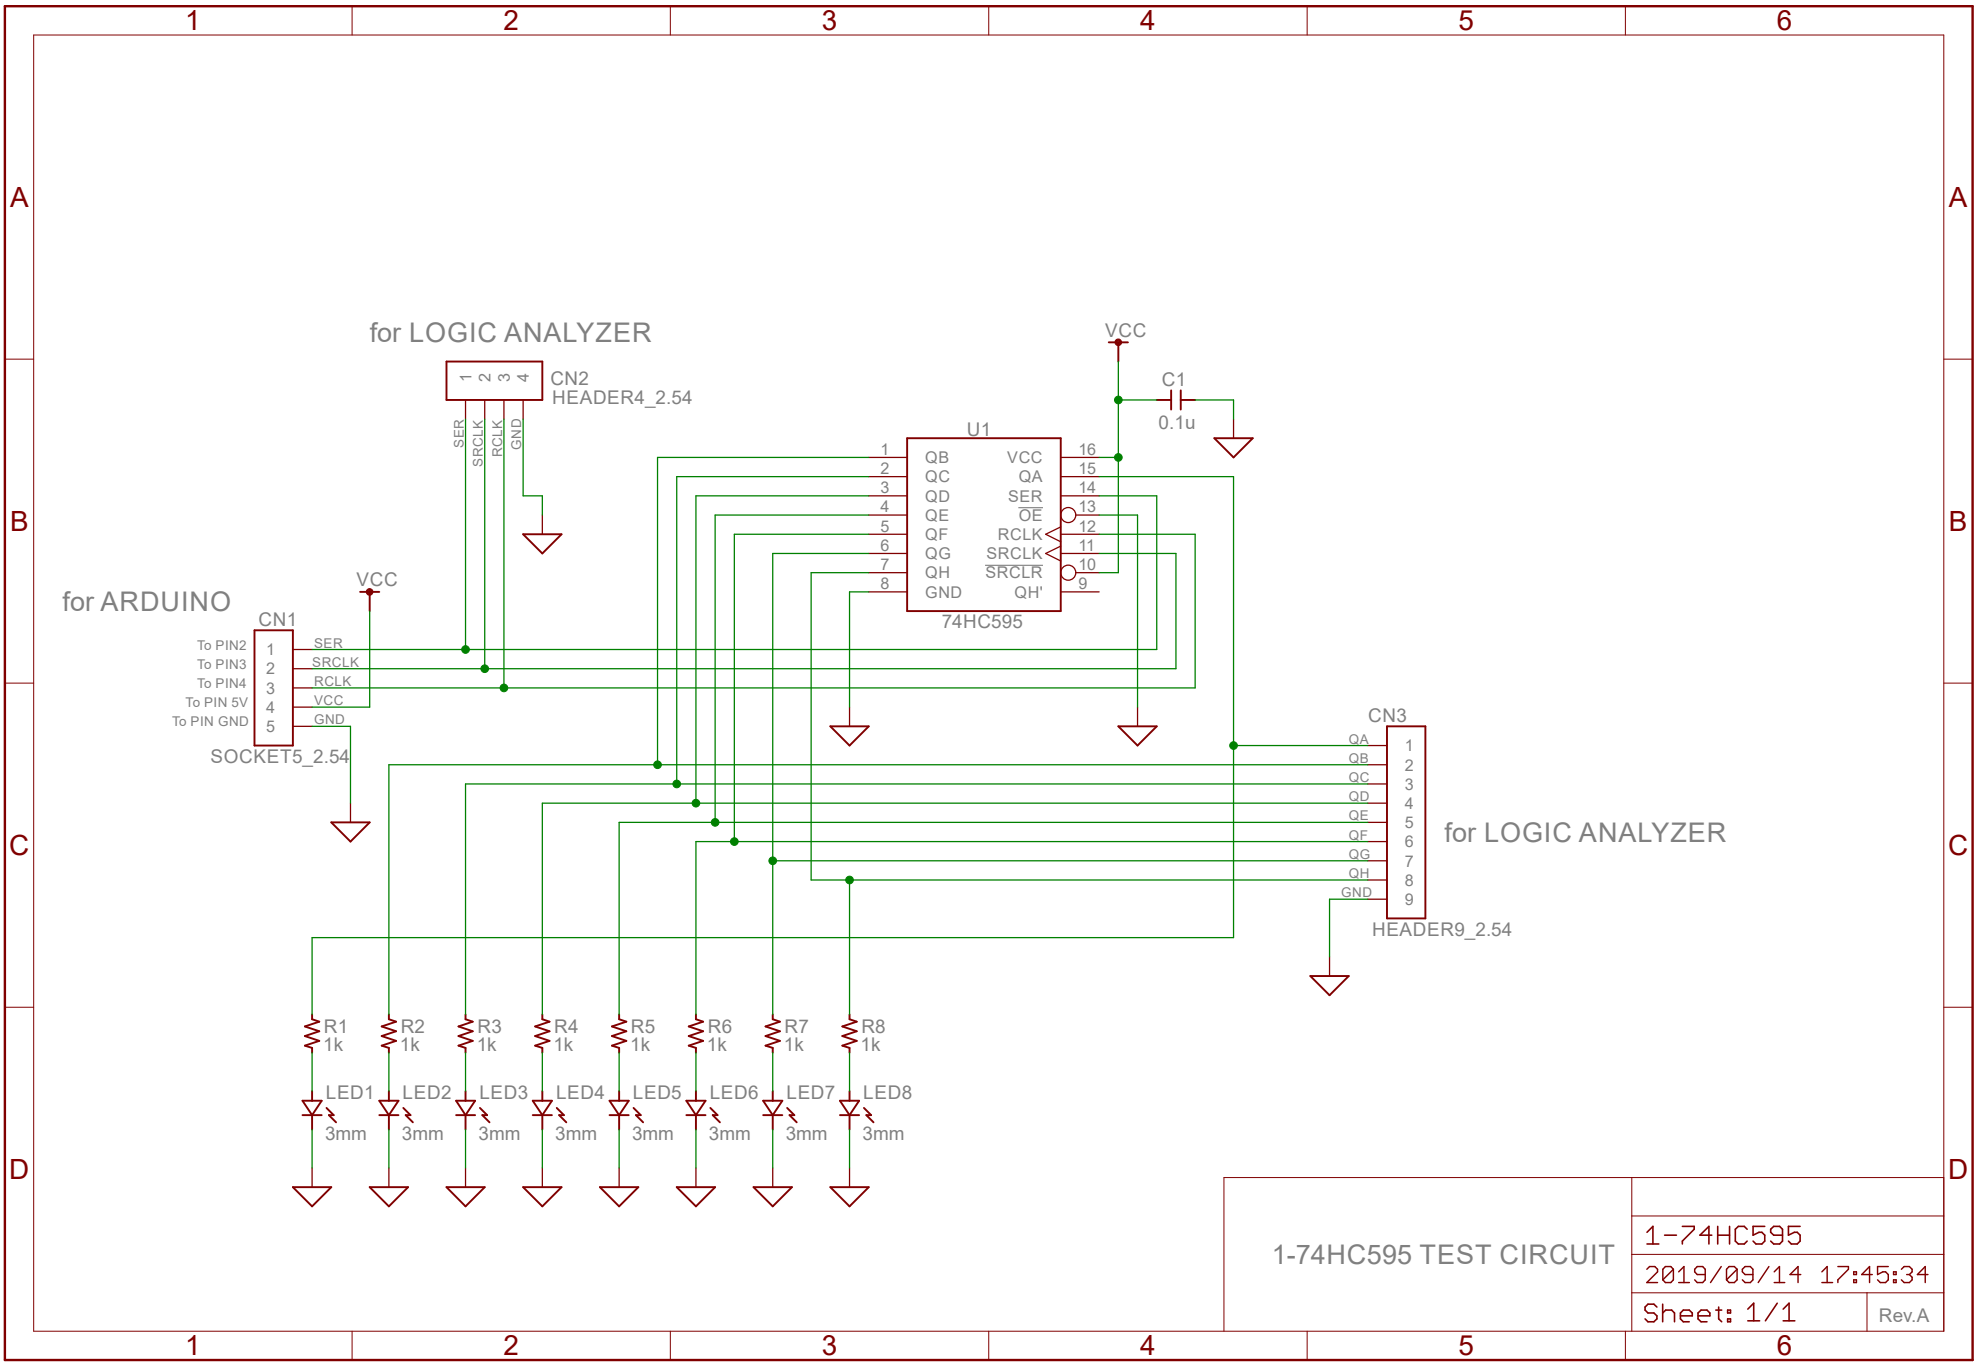 1 2 3 4 5 6
A A
for LOGIC ANALYZER
1 2 3 4
CN2
HEADER4_2.54
SER SRCLK RCLK GND
VCC
C1
0.1u
U1
1 QB VCC 16
2 QC QA 15
3 QD SER 14
4 QE OE 13
5 QF RCLK 12
6 QG SRCLK 11
7 QH SRCLR 10
8 GND QH' 9
74HC595
B B
for ARDUINO
VCC
CN1
To PIN2 1 SER
To PIN3 2 SRCLK
To PIN4 3 RCLK
To PIN 5V 4 VCC
To PIN GND 5 GND
SOCKET5_2.54
CN3
QA 1
QB 2
QC 3
QD 4
QE 5
QF 6
QG 7
QH 8
GND 9
HEADER9_2.54
for LOGIC ANALYZER
C C
R1 R2 R3 R4 R5 R6 R7 R8
1k 1k 1k 1k 1k 1k 1k 1k
LED1 LED2 LED3 LED4 LED5 LED6 LED7 LED8
3mm 3mm 3mm 3mm 3mm 3mm 3mm 3mm
D D
1-74HC595 TEST CIRCUIT
1-74HC595
2019/09/14 17:45:34
Sheet: 1/1
Rev.A
1 2 3 4 5 6